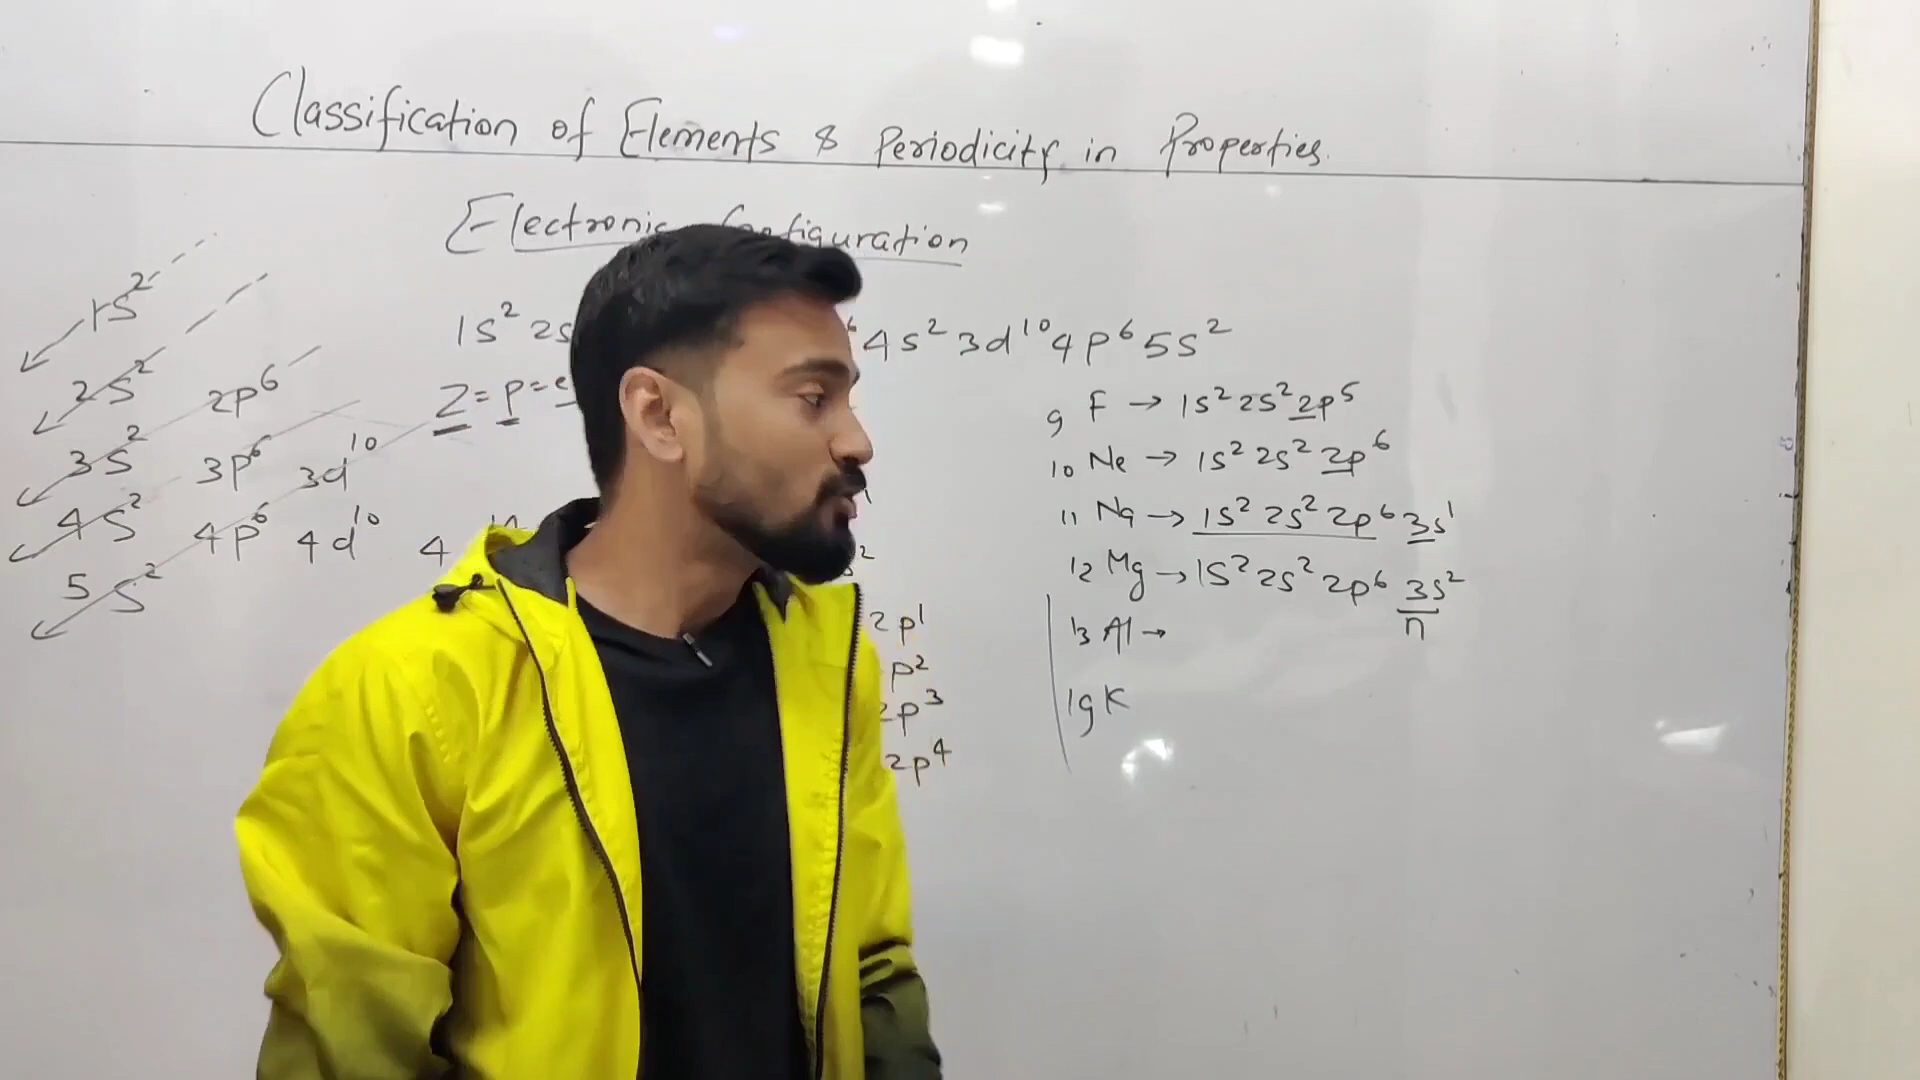 Classification of Elements & Periodicity in Properties.
Electronic Configuration
1s² 2s
⁶ 4s² 3d¹⁰ 4p⁶ 5s²
Z = p = e
1s²
2s² 2p⁶
3s² 3p⁶ 3d¹⁰
4s² 4p⁶ 4d¹⁰ 4
5s²
2p¹
p²
2p³
2p⁴
9 F → 1s² 2s² 2p⁵
10 Ne → 1s² 2s² 2p⁶
11 Na → 1s² 2s² 2p⁶ 3s¹
12 Mg → 1s² 2s² 2p⁶ 3s²
n
13 Al →
19 K